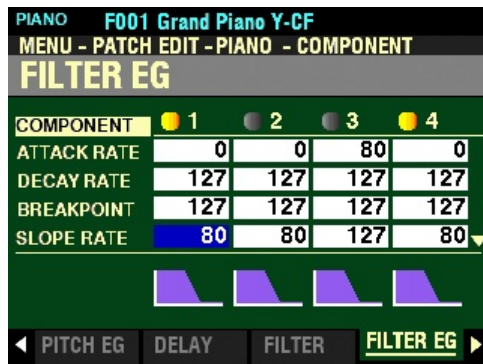 PIANO F001 Grand Piano Y-CF
MENU - PATCH EDIT - PIANO - COMPONENT
FILTER EG
COMPONENT 1 2 3 4
ATTACK RATE 0 0 80 0
DECAY RATE 127 127 127 127
BREAKPOINT 127 127 127 127
SLOPE RATE 80 80 127 80
PITCH EG DELAY FILTER FILTER EG